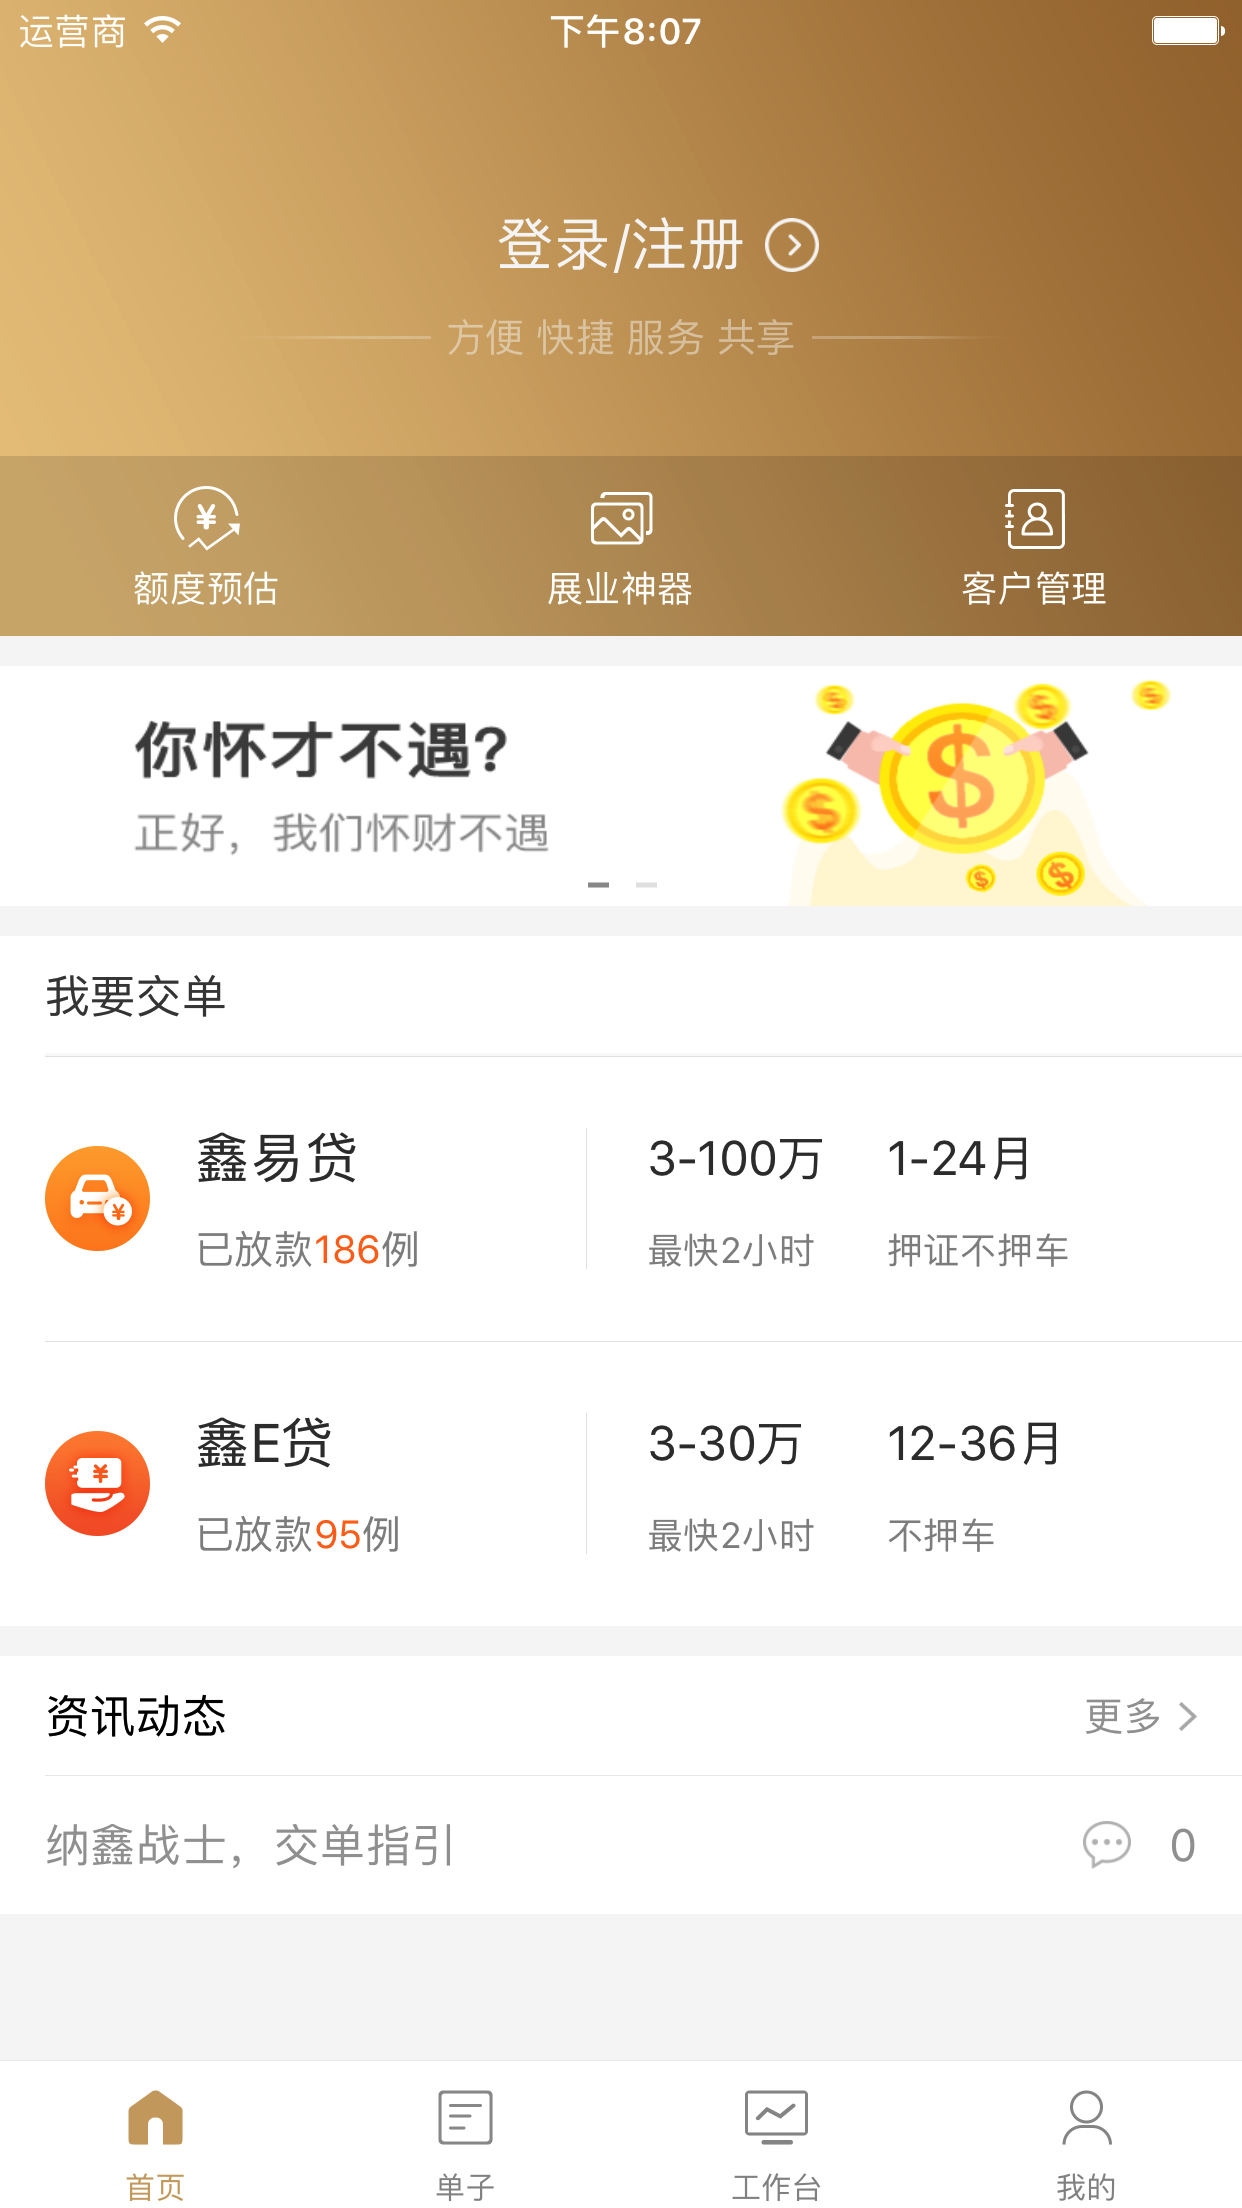 运营商 下午8:07
登录/注册
方便 快捷 服务 共享
额度预估 展业神器 客户管理
你怀才不遇?
正好，我们怀财不遇
我要交单
鑫易贷 3-100万 1-24月
已放款186例 最快2小时 押证不押车
鑫E贷 3-30万 12-36月
已放款95例 最快2小时 不押车
资讯动态 更多
纳鑫战士，交单指引 0
首页 单子 工作台 我的